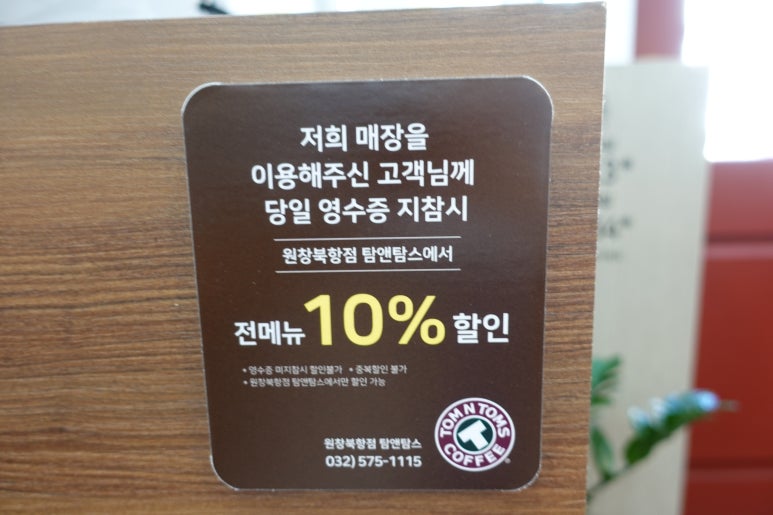 저희 매장을
이용해주신 고객님께
당일 영수증 지참시
원창북항점 탐앤탐스에서
전메뉴 10% 할인
• 영수증 미지참시 할인불가 • 중복할인 불가
• 원창북항점 탐앤탐스에서만 할인 가능
원창북항점 탐앤탐스
032) 575-1115
TOM N TOMS
T
COFFEE